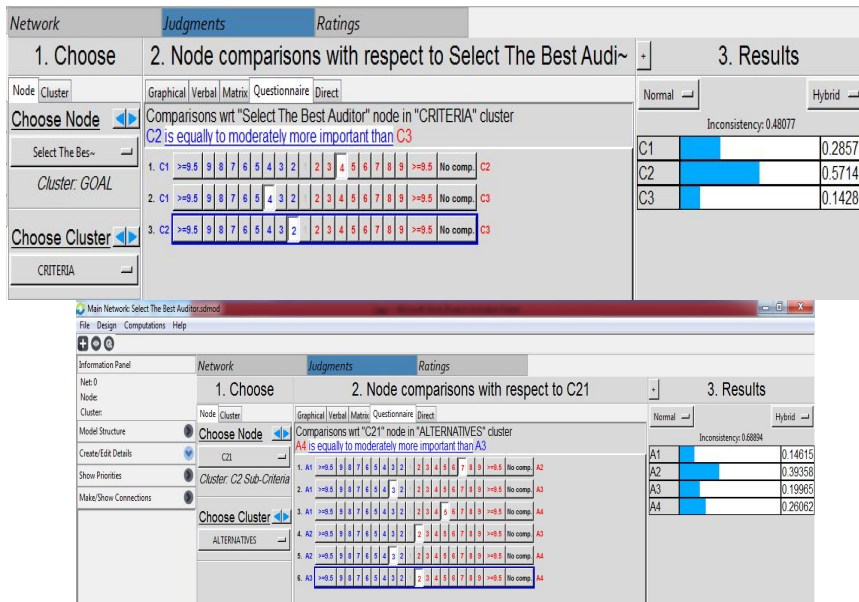 Network Judgments Ratings
1. Choose 2. Node comparisons with respect to Select The Best Audi~ + 3. Results
Node Cluster Graphical Verbal Matrix Questionnaire Direct Normal Hybrid
Choose Node Comparisons wrt "Select The Best Auditor" node in "CRITERIA" cluster
C2 is equally to moderately more important than C3 Inconsistency: 0.48077
Select The Bes~ 1. C1 >=9.5 9 8 7 6 5 4 3 2 1 2 3 4 5 6 7 8 9 >=9.5 No comp. C2 C1 0.2857
Cluster: GOAL 2. C1 >=9.5 9 8 7 6 5 4 3 2 1 2 3 4 5 6 7 8 9 >=9.5 No comp. C3 C2 0.5714
Choose Cluster 3. C2 >=9.5 9 8 7 6 5 4 3 2 1 2 3 4 5 6 7 8 9 >=9.5 No comp. C3 C3 0.1428
CRITERIA
Main Network: Select The Best Auditor.sdmod
File Design Computations Help
Information Panel Network Judgments Ratings
Net: 0 1. Choose 2. Node comparisons with respect to C21 + 3. Results
Node:
Cluster: Node Cluster Graphical Verbal Matrix Questionnaire Direct Normal Hybrid
Model Structure Choose Node Comparisons wrt "C21" node in "ALTERNATIVES" cluster Inconsistency: 0.68894
Create/Edit Details C21 A4 is equally to moderately more important than A3 A1 0.14615
Show Priorities Cluster: C2 Sub-Criteria 1. A1 >=9.5 9 8 7 6 5 4 3 2 2 3 4 5 6 7 8 9 >=9.5 No comp. A2 A2 0.39358
Make/Show Connections 2. A1 >=9.5 9 8 7 6 5 4 3 2 2 3 4 5 6 7 8 9 >=9.5 No comp. A3 A3 0.19965
Choose Cluster 3. A1 >=9.5 9 8 7 6 5 4 3 2 2 3 4 5 6 7 8 9 >=9.5 No comp. A4 A4 0.26062
ALTERNATIVES 4. A2 >=9.5 9 8 7 6 5 4 3 2 2 3 4 5 6 7 8 9 >=9.5 No comp. A3
5. A2 >=9.5 9 8 7 6 5 4 3 2 2 3 4 5 6 7 8 9 >=9.5 No comp. A4
6. A3 >=9.5 9 8 7 6 5 4 3 2 2 3 4 5 6 7 8 9 >=9.5 No comp. A4